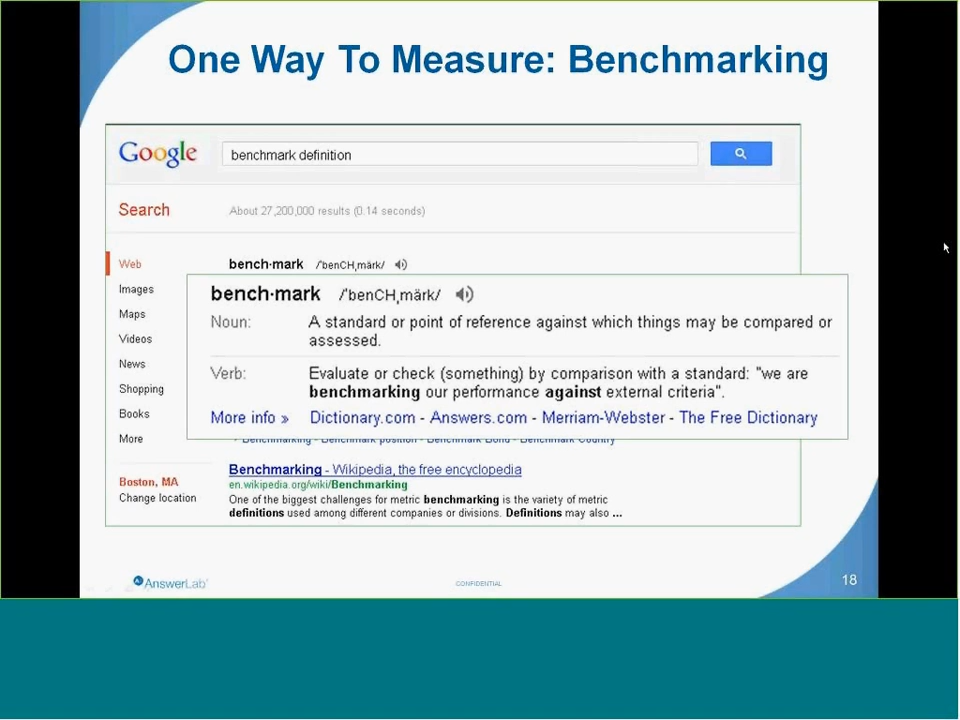 One Way To Measure: Benchmarking
Google
benchmark definition
Search
About 27,200,000 results (0.14 seconds)
Web
Images
Maps
Videos
News
Shopping
Books
More
Boston, MA
Change location
bench·mark /ˈbenCHˌmärk/
bench·mark /ˈbenCHˌmärk/
Noun: A standard or point of reference against which things may be compared or
assessed.
Verb: Evaluate or check (something) by comparison with a standard: "we are
benchmarking our performance against external criteria".
More info » Dictionary.com - Answers.com - Merriam-Webster - The Free Dictionary
Benchmarking - Benchmark position - Benchmark Bond - Benchmark Country
Benchmarking - Wikipedia, the free encyclopedia
en.wikipedia.org/wiki/Benchmarking
One of the biggest challenges for metric benchmarking is the variety of metric
definitions used among different companies or divisions. Definitions may also ...
AnswerLab
CONFIDENTIAL
18